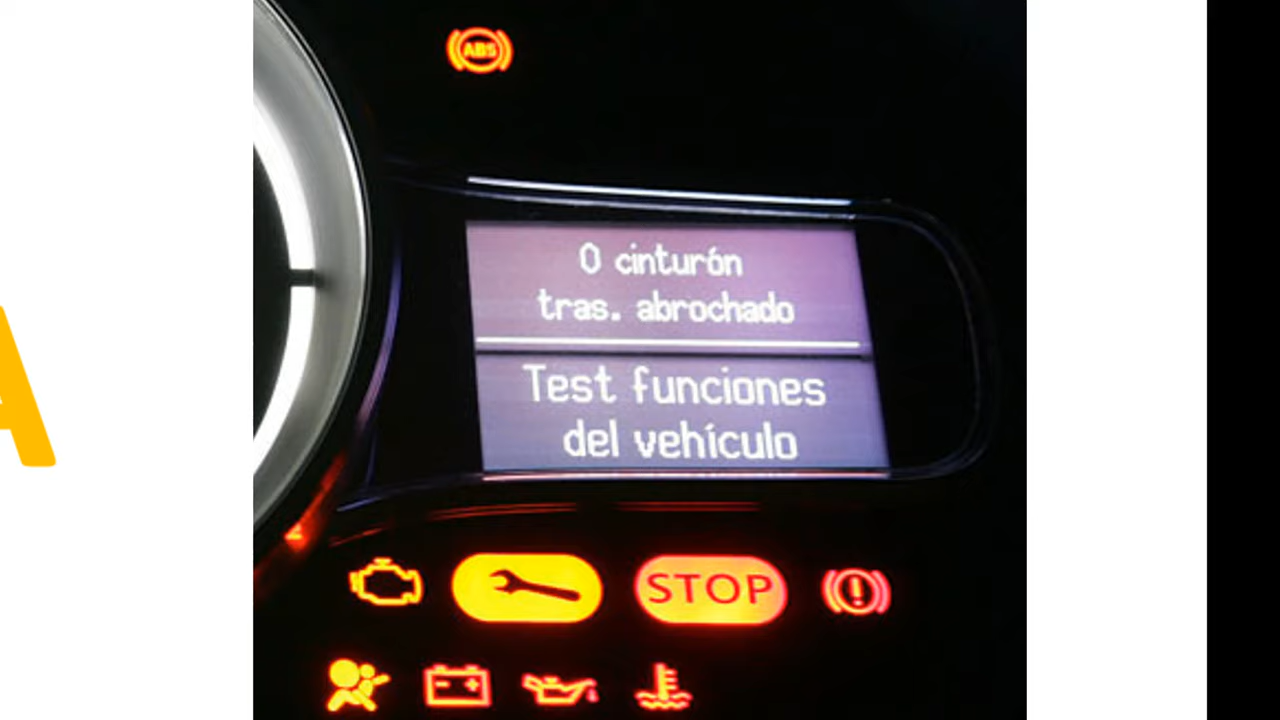 A
ABS
0 cinturón
tras. abrochado
Test funciones
del vehículo
STOP